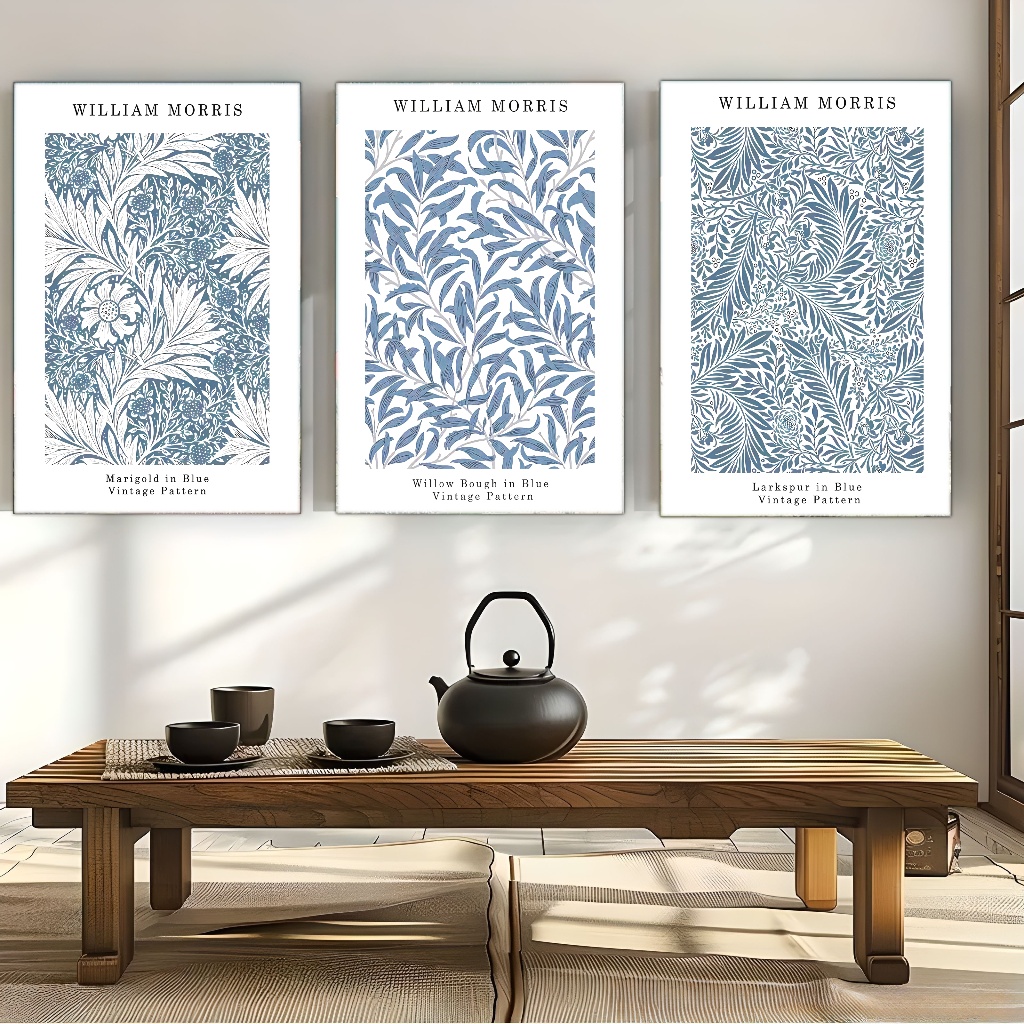 WILLIAM MORRIS
Marigold in Blue
Vintage Pattern
WILLIAM MORRIS
Willow Bough in Blue
Vintage Pattern
WILLIAM MORRIS
Larkspur in Blue
Vintage Pattern